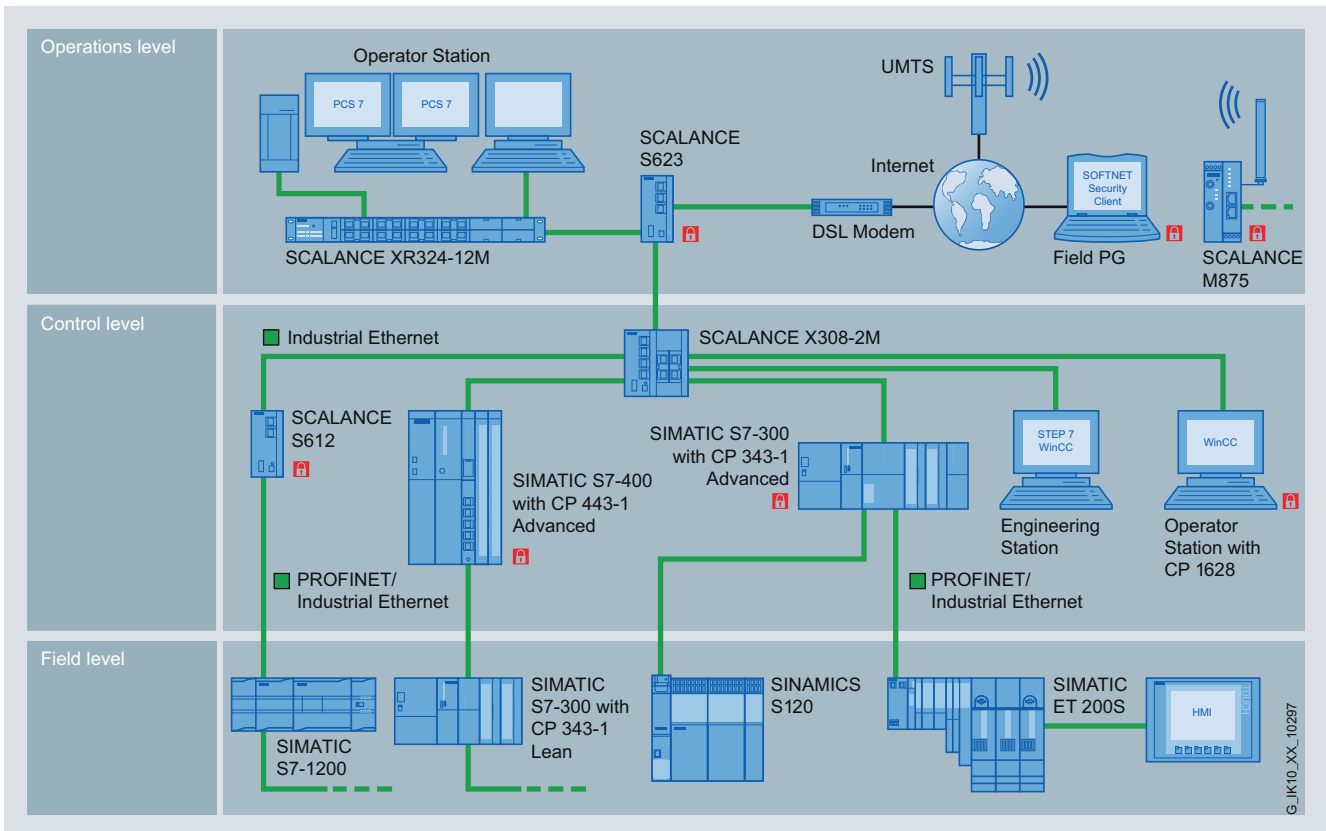 Operations level
Operator Station
PCS 7
PCS 7
SCALANCE
S623
UMTS
Internet
SOFTNET
Security
Client
DSL Modem
Field PG
SCALANCE
M875
SCALANCE XR324-12M
Control level
Industrial Ethernet
SCALANCE X308-2M
SCALANCE
S612
SIMATIC S7-400
with CP 443-1
Advanced
SIMATIC S7-300
with CP 343-1
Advanced
STEP 7
WinCC
Engineering
Station
WinCC
Operator
Station with
CP 1628
PROFINET/
Industrial Ethernet
PROFINET/
Industrial Ethernet
Field level
SIMATIC
S7-1200
SIMATIC
S7-300 with
CP 343-1
Lean
SINAMICS
S120
SIMATIC
ET 200S
HMI
G_IK10_XX_10297